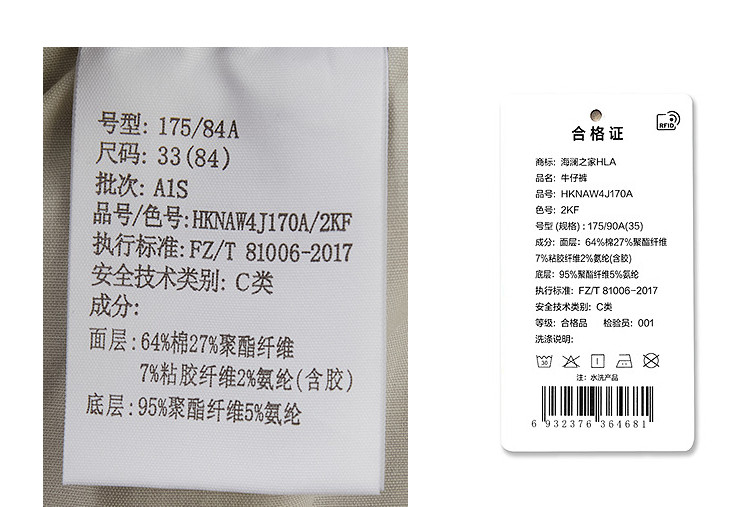 号型: 175/84A
尺码: 33(84)
批次: A1S
品号/色号: HKNAW4J170A/2KF
执行标准: FZ/T 81006-2017
安全技术类别: C类
成分:
面层: 64%棉27%聚酯纤维
7%粘胶纤维2%氨纶(含胶)
底层: 95%聚酯纤维5%氨纶
RFID
合格证
商标: 海澜之家HLA
品名: 牛仔裤
品号: HKNAW4J170A
色号: 2KF
号型 (规格) : 175/90A(35)
成分: 面层: 64%棉27%聚酯纤维
7%粘胶纤维2%氨纶(含胶)
底层: 95%聚酯纤维5%氨纶
执行标准: FZ/T 81006-2017
安全技术类别: C类
等级: 合格品 检验员: 001
洗涤说明:
30
注: 水洗产品
6 932376 364681